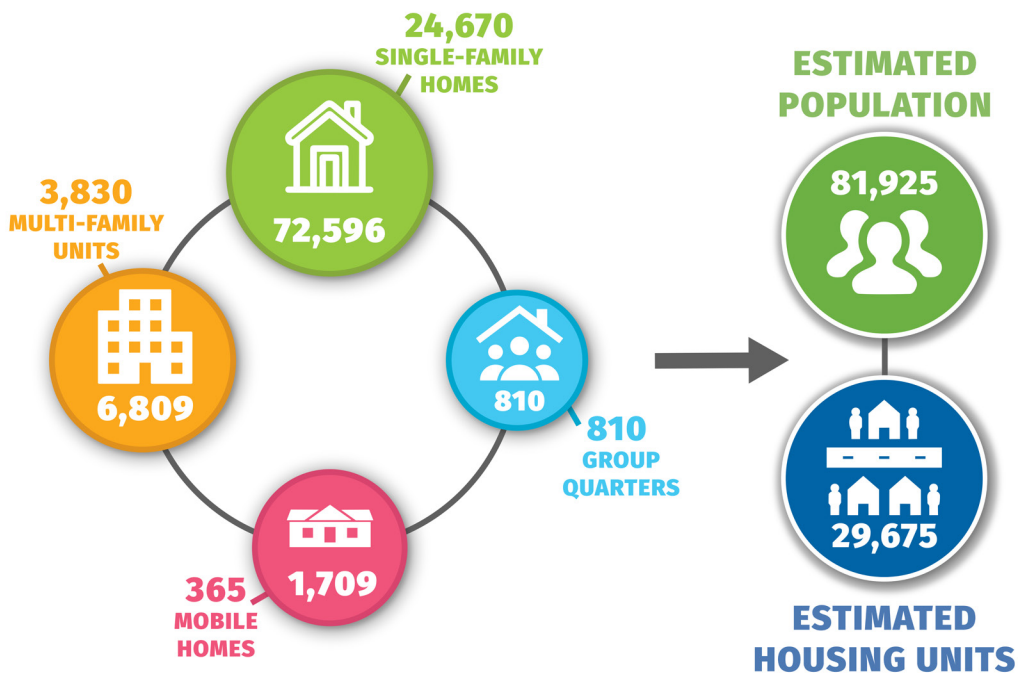 24,670
SINGLE-FAMILY
HOMES
72,596
3,830
MULTI-FAMILY
UNITS
6,809
810
810
GROUP
QUARTERS
365
MOBILE
HOMES
1,709
ESTIMATED
POPULATION
81,925
29,675
ESTIMATED
HOUSING UNITS